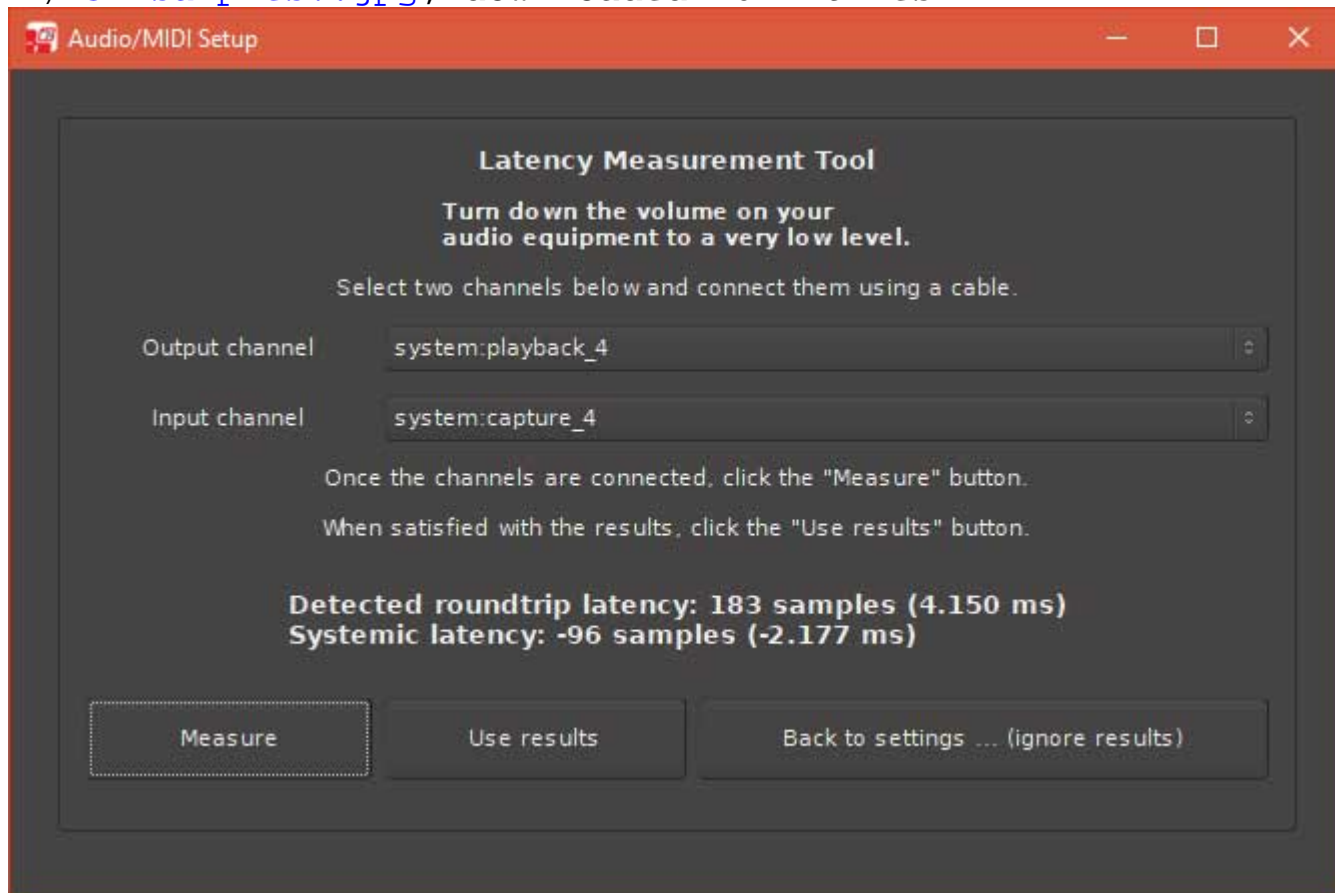 Audio/MIDI Setup
Latency Measurement Tool
Turn down the volume on your
audio equipment to a very low level.
Select two channels below and connect them using a cable.
Output channel system:playback_4
Input channel system:capture_4
Once the channels are connected, click the "Measure" button.
When satisfied with the results, click the "Use results" button.
Detected roundtrip latency: 183 samples (4.150 ms)
Systemic latency: -96 samples (-2.177 ms)
Measure Use results Back to settings ... (ignore results)